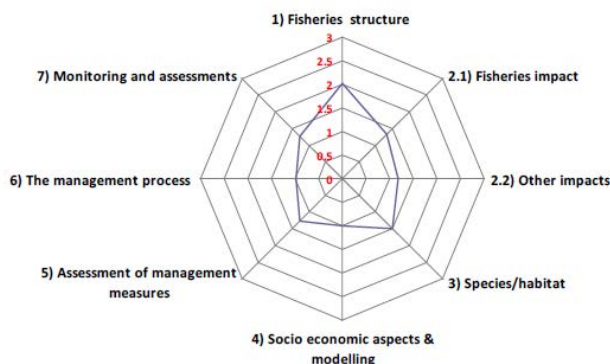 1) Fisheries structure
3
2.5
2
1.5
1
0.5
0
7) Monitoring and assessments
2.1) Fisheries impact
6) The management process
2.2) Other impacts
5) Assessment of management
measures
3) Species/habitat
4) Socio economic aspects &
modelling